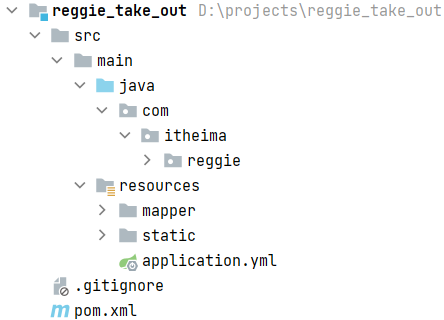 reggie_take_out D:\projects\reggie_take_out
src
main
java
com
itheima
reggie
resources
mapper
static
application.yml
.gitignore
pom.xml